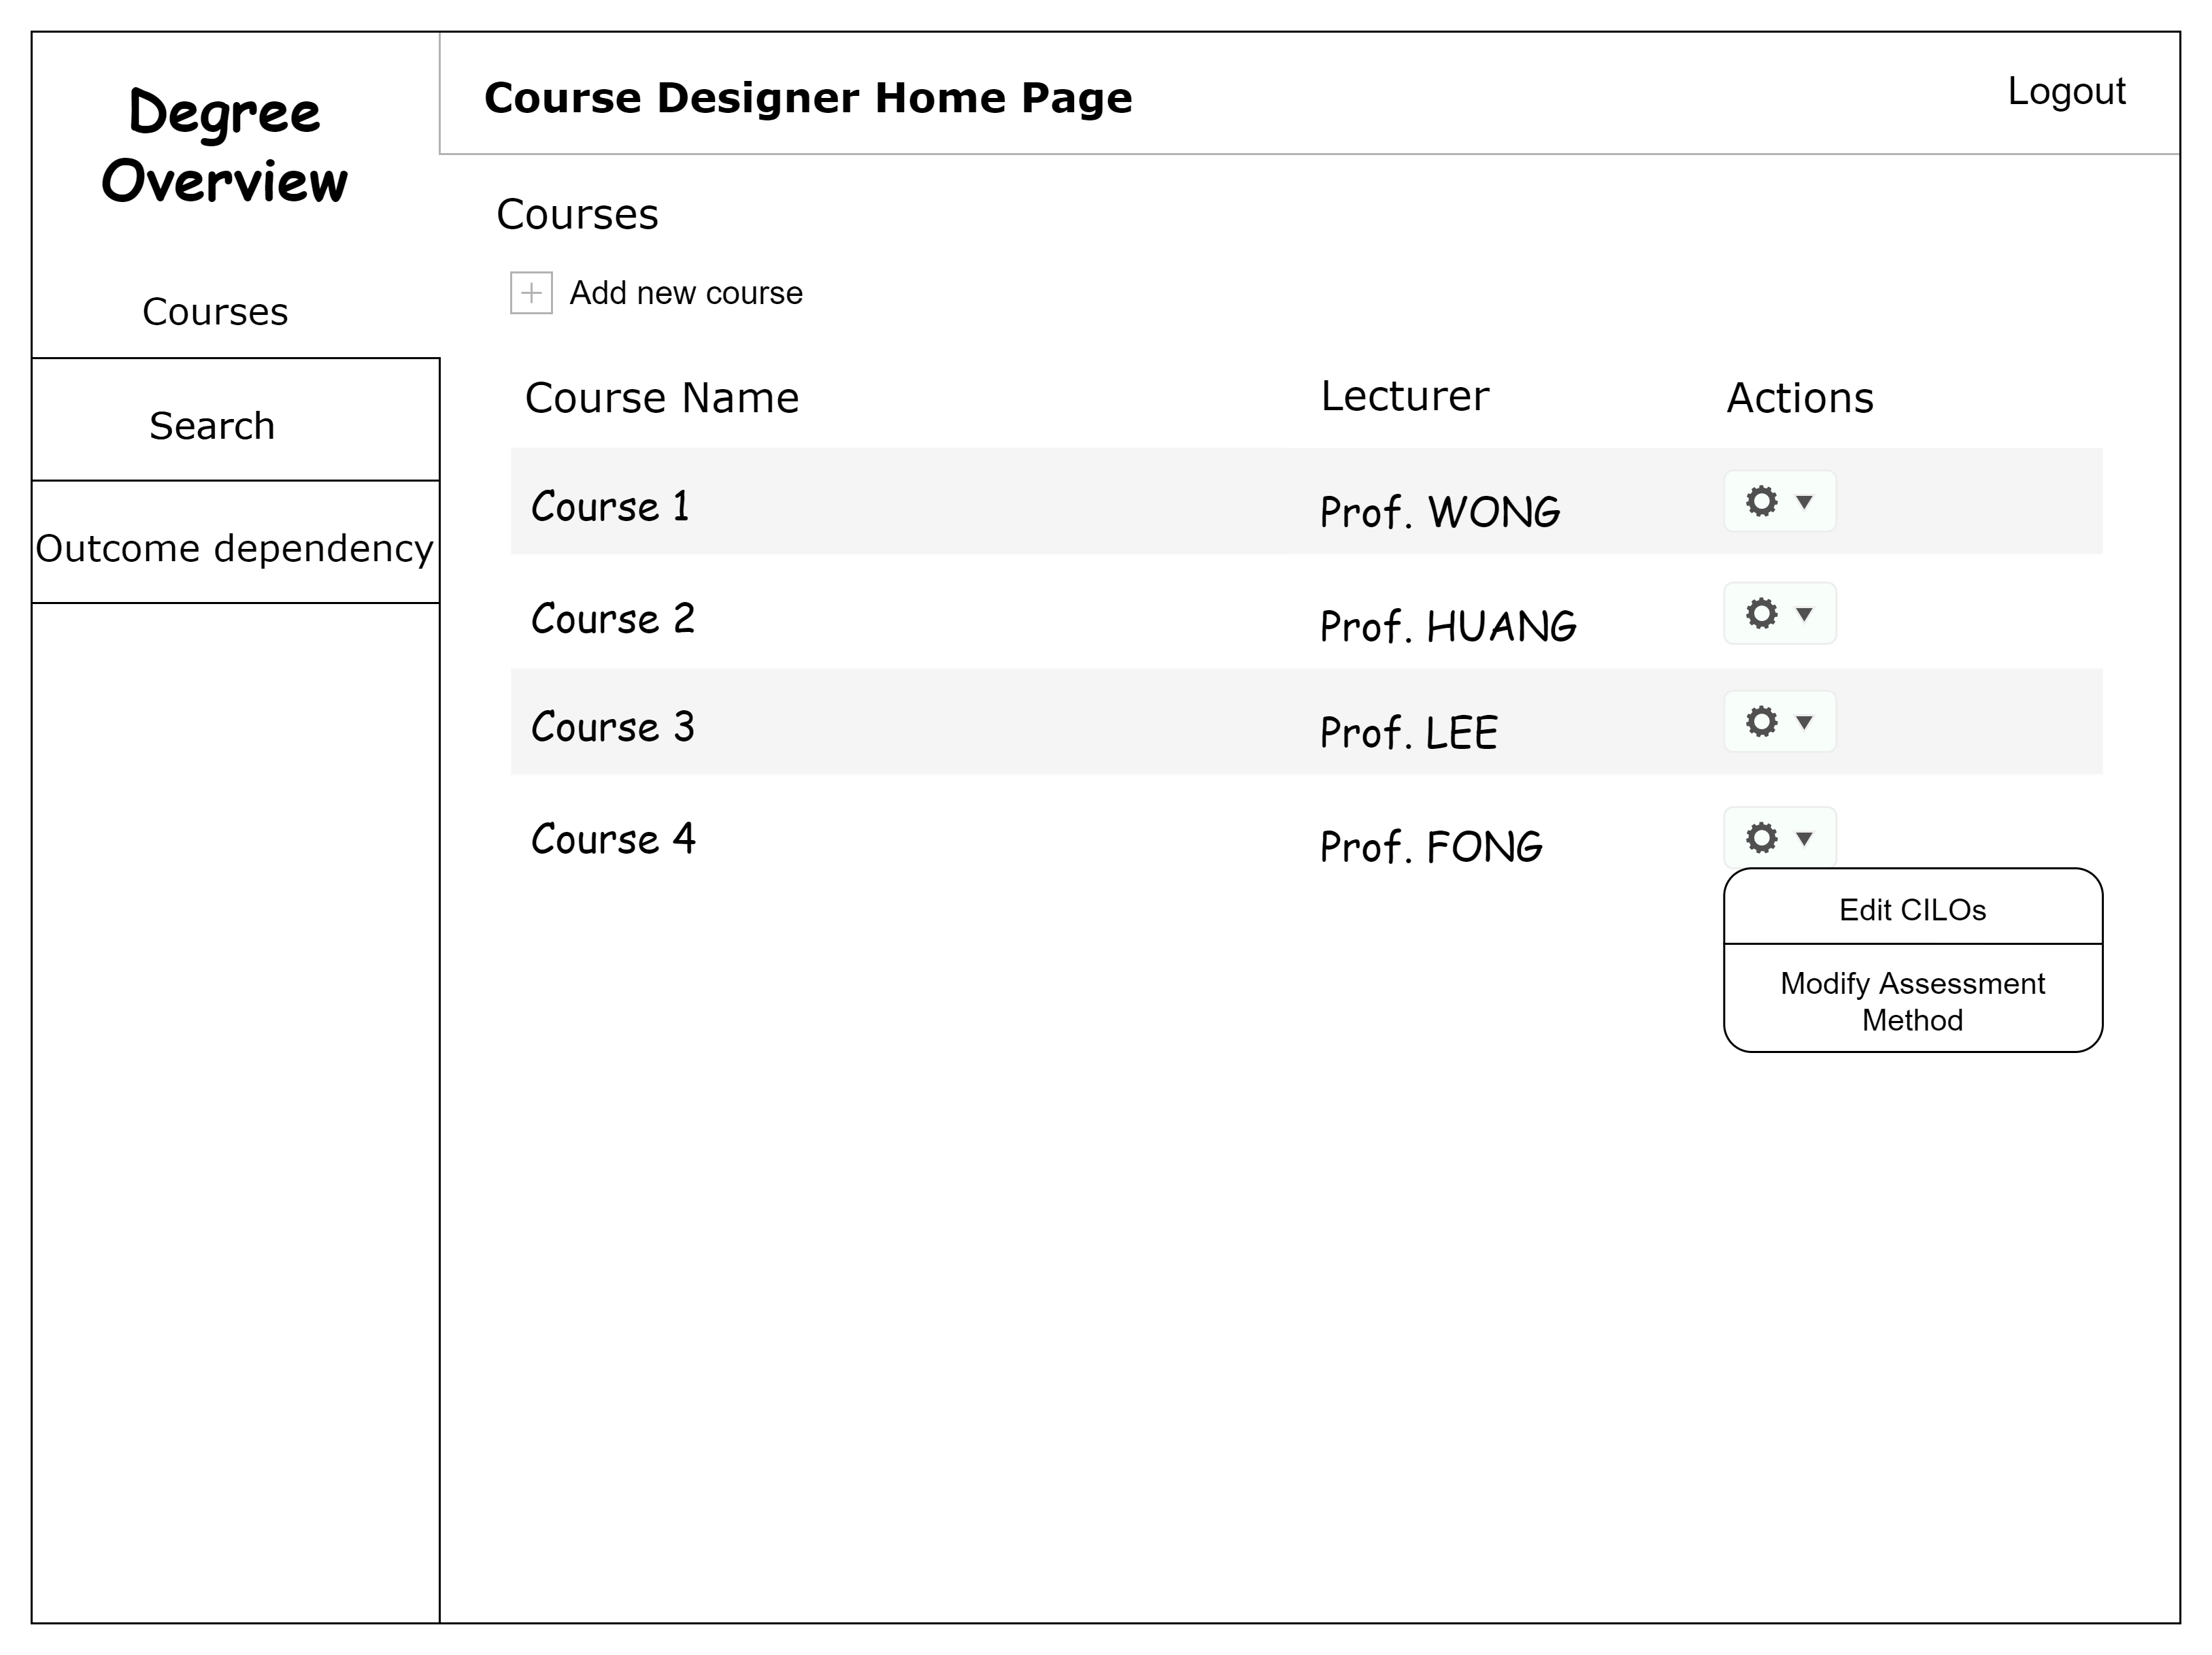 Degree
Overview
Course Designer Home Page
Logout
Courses
Search
Outcome dependency
Courses
Add new course
Course Name Lecturer Actions
Course 1 Prof. WONG
Course 2 Prof. HUANG
Course 3 Prof. LEE
Course 4 Prof. FONG
Edit CILOs
Modify Assessment
Method